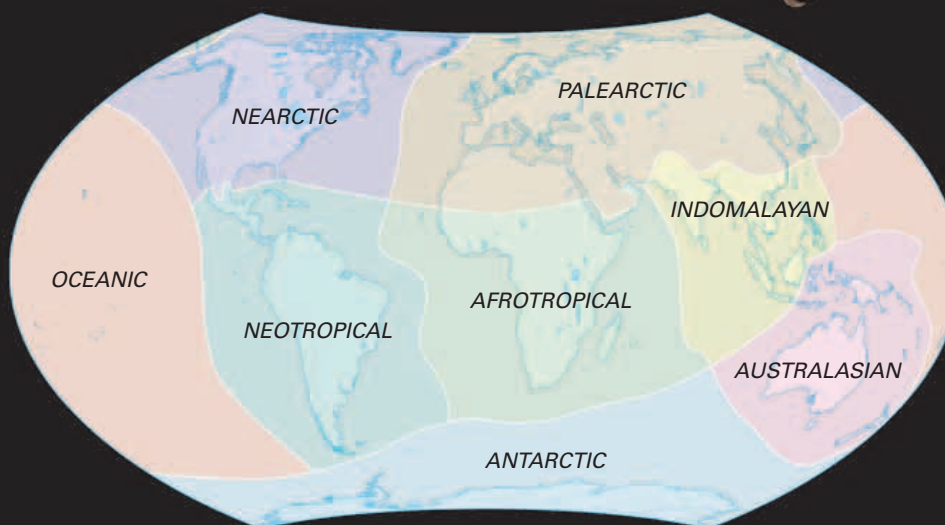 PALEARCTIC
NEARCTIC
INDOMALAYAN
OCEANIC
AFROTROPICAL
NEOTROPICAL
AUSTRALASIAN
ANTARCTIC